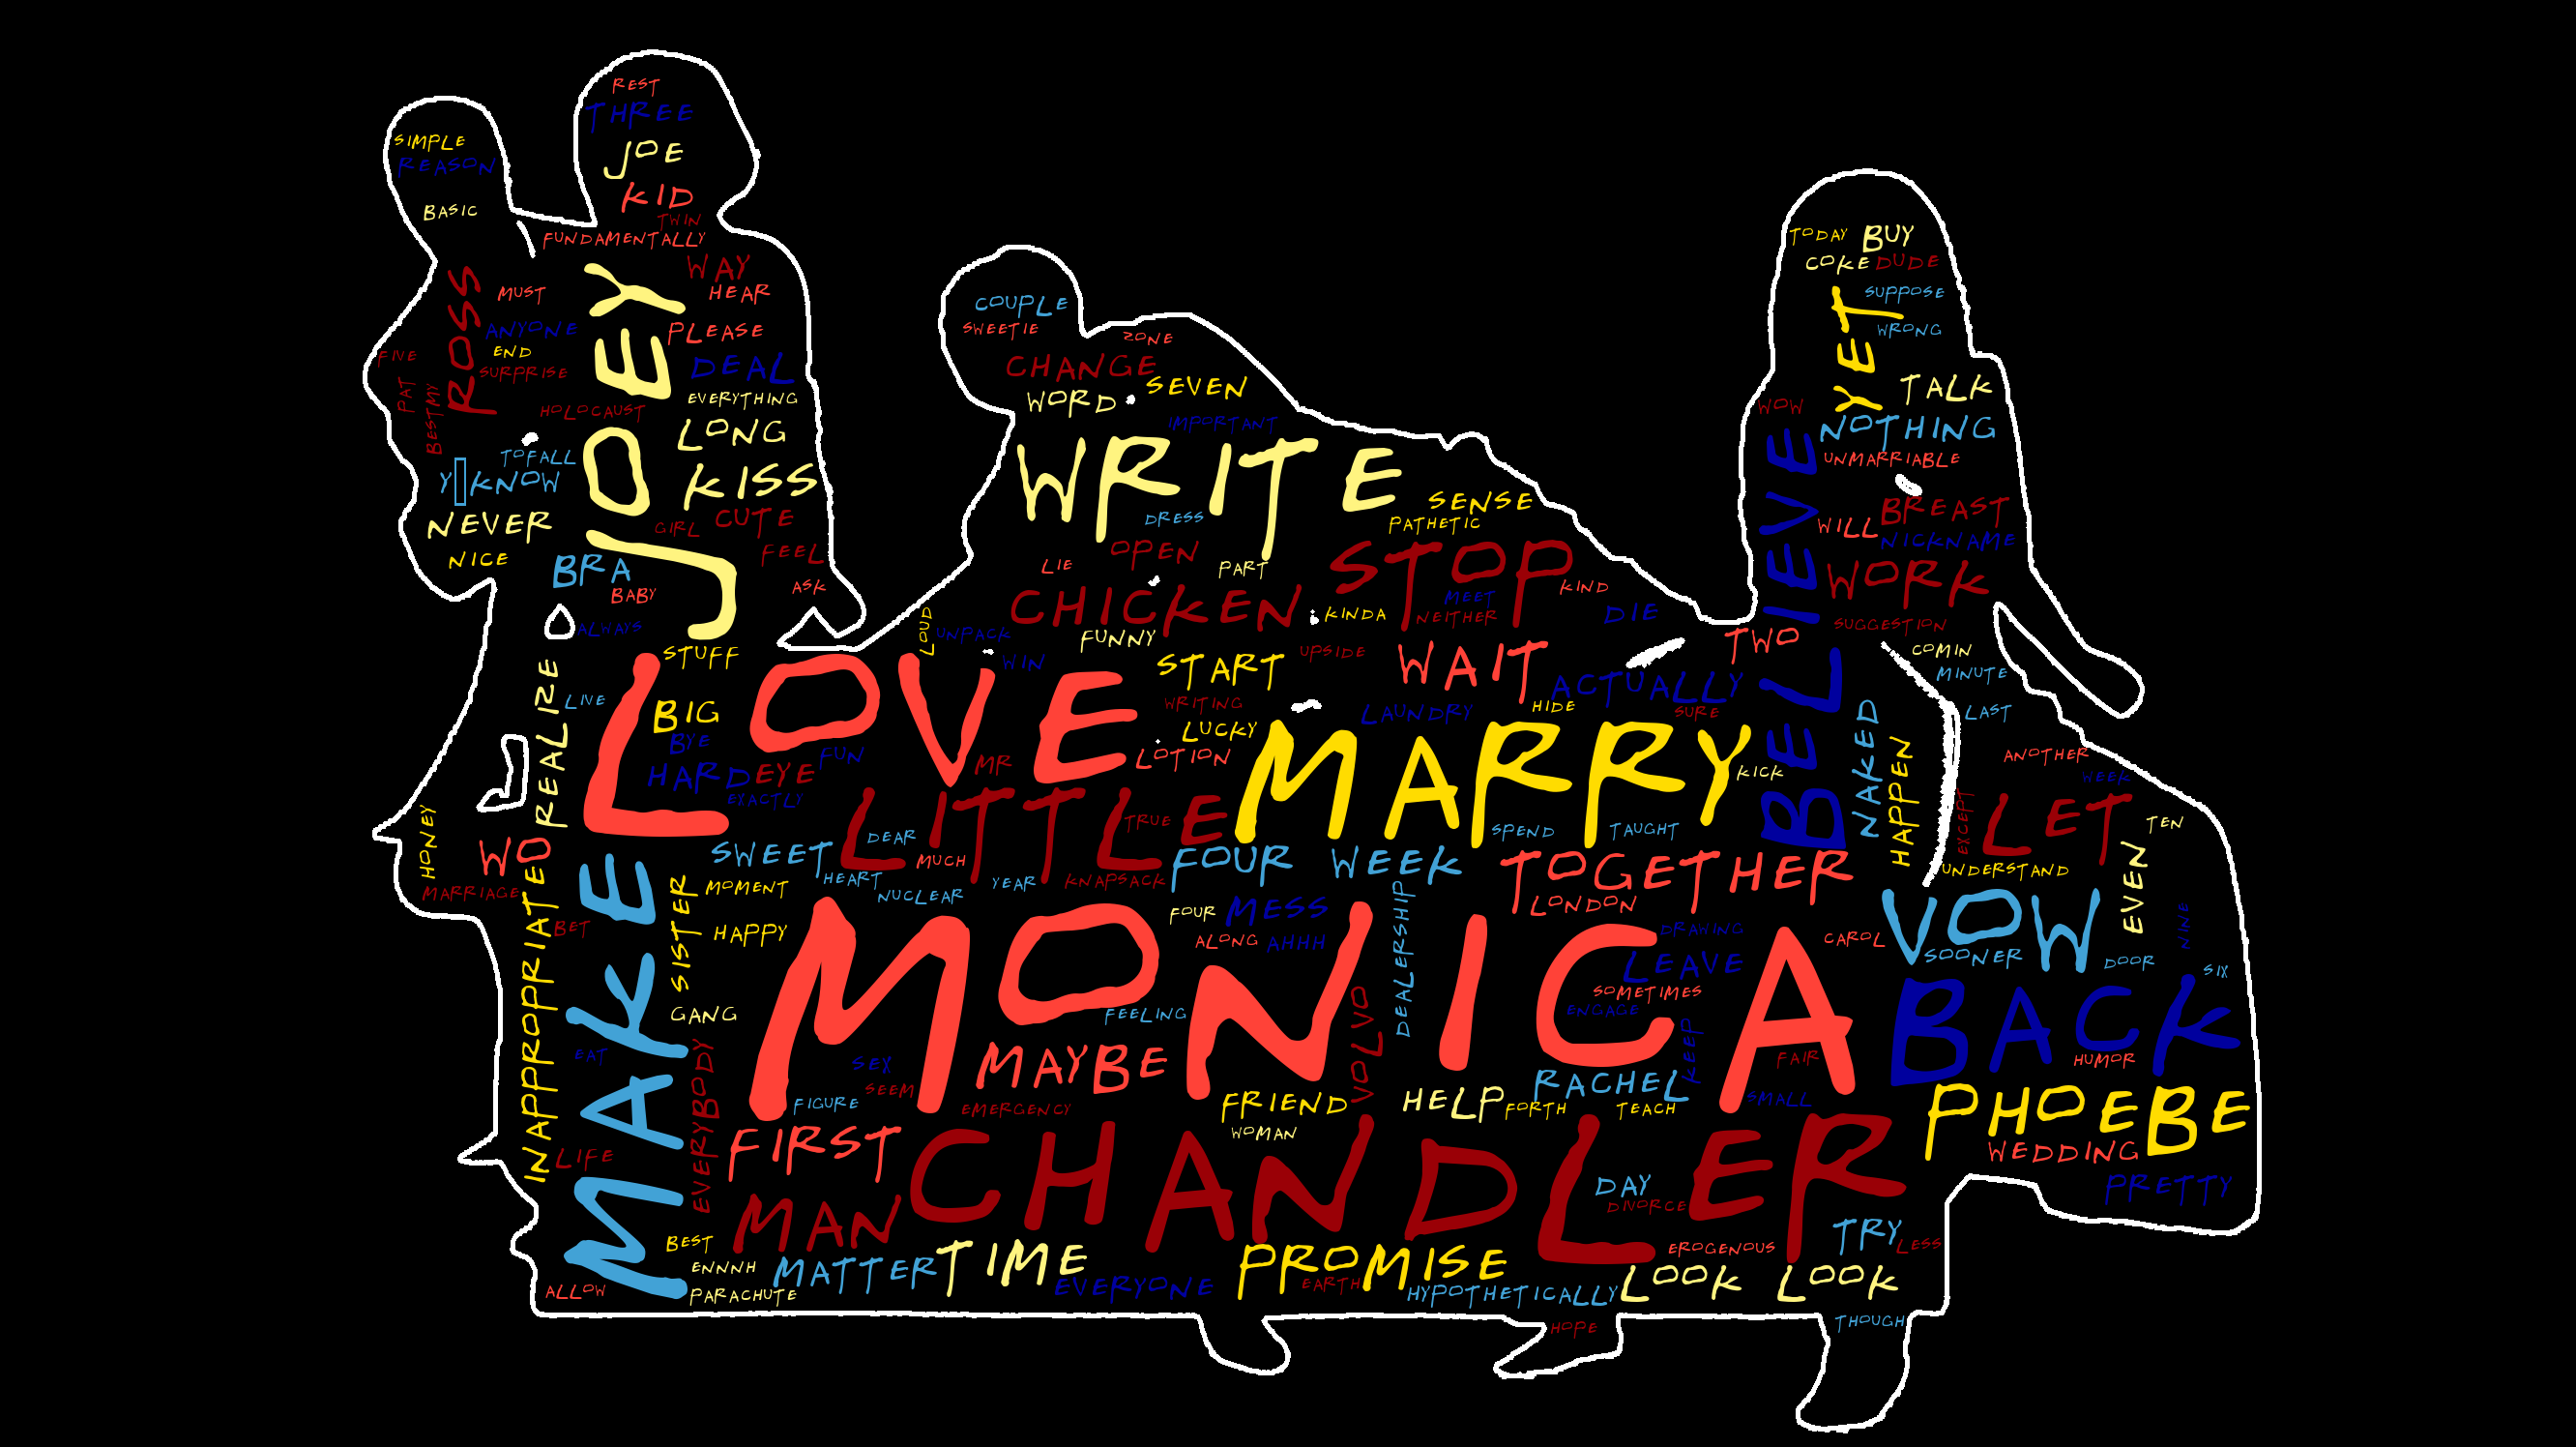 REST
THREE
JOE
KID
TWIN
FUNDAMENTALLY
SIMPLE
REASON
BASIC
ROSS
MUST
ANYONE
END
SURPRISE
FIVE
PAT
BESTMY
HOLOCAUST
TOFALL
Y▯KNOW
NEVER
NICE
JOEY
WAY
HEAR
PLEASE
DEAL
EVERYTHING
LONG
KISS
GIRL
CUTE
FEEL
ASK
BRA
BABY
ALWAYS
STUFF
COUPLE
SWEETIE
ZONE
CHANGE
SEVEN
WORD
IMPORTANT
WRITE
SENSE
PATHETIC
DRESS
OPEN
LIE
PART
STOP
KIND
CHICKEN
KINDA
MEET
NEITHER
DIE
LOUD
UNPACK
FUNNY
WIN
START
UPSIDE
WAIT
TWO
ACTUALLY
WRITING
LAUNDRY
HIDE
SURE
LUCKY
LOTION
TODAY
BUY
COKE
DUDE
SUPPOSE
YET
WRONG
TALK
WOW
NOTHING
UNMARRIABLE
BREAST
WILL
NICKNAME
WORK
SUGGESTION
BELIEVE
COMIN
MINUTE
LAST
NAKED
HAPPEN
ANOTHER
WEEK
EXCEPT
LET
TEN
EVEN
UNDERSTAND
REALIZE
LIVE
LOVE
BIG
BYE
HARD
EYE
FUN
EXACTLY
MR
MARRY
KICK
LITTLE
TRUE
DEAR
MUCH
SPEND
TAUGHT
HONEY
WO
MARRIAGE
INAPPROPRIATE
BET
MAKE
SWEET
HEART
MOMENT
NUCLEAR
YEAR
KNAPSACK
FOUR
WEEK
TOGETHER
LONDON
SISTER
HAPPY
GANG
MONICA
FOUR
MESS
ALONG
AHHH
DEALERSHIP
DRAWING
LEAVE
SOMETIMES
ENGAGE
CAROL
VOW
SOONER
DOOR
NINE
SIX
BACK
HUMOR
FEELING
VOLVO
MAYBE
KEEP
FAIR
EAT
EVERYBODY
SEX
SEEM
FIGURE
EMERGENCY
FRIEND
WOMAN
HELP
FORTH
RACHEL
TEACH
SMALL
PHOEBE
WEDDING
PRETTY
LIFE
FIRST
CHANDLER
DAY
DIVORCE
MAN
BEST
ENNNH
PARACHUTE
ALLOW
MATTER
TIME
EVERYONE
PROMISE
EARTH
HYPOTHETICALLY
EROGENOUS
LOOK
LOOK
TRY
LESS
HOPE
THOUGH